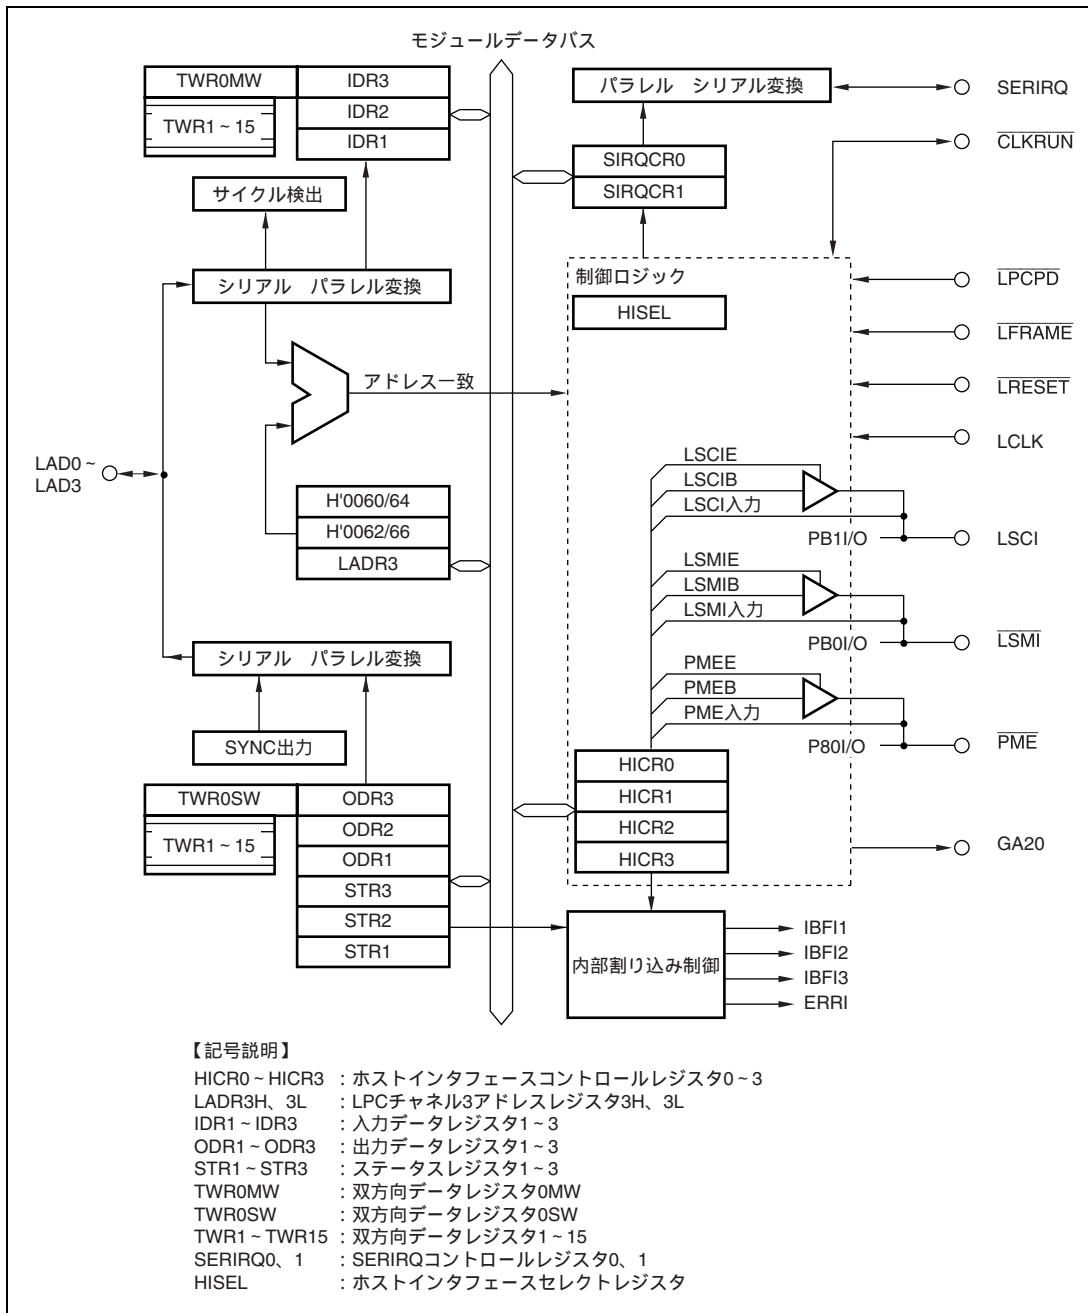 モジュールデータバス
TWR0MW
IDR3
IDR2
IDR1
TWR1~15
サイクル検出
シリアル パラレル変換
アドレス一致
LAD0~
LAD3
H'0060/64
H'0062/66
LADR3
シリアル パラレル変換
SYNC出力
TWR0SW
ODR3
ODR2
ODR1
STR3
STR2
STR1
TWR1~15
パラレル シリアル変換
SIRQCR0
SIRQCR1
制御ロジック
HISEL
LSCIE
LSCIB
LSCI入力
PB1I/O
LSMIE
LSMIB
LSMI入力
PB0I/O
PMEE
PMEB
PME入力
P80I/O
HICR0
HICR1
HICR2
HICR3
内部割り込み制御
IBFI1
IBFI2
IBFI3
ERRI
SERIRQ
CLKRUN
LPCPD
LFRAME
LRESET
LCLK
LSCI
LSMI
PME
GA20
【記号説明】
HICR0~HICR3 :ホストインタフェースコントロールレジスタ0~3
LADR3H、3L :LPCチャネル3アドレスレジスタ3H、3L
IDR1~IDR3 :入力データレジスタ1~3
ODR1~ODR3 :出力データレジスタ1~3
STR1~STR3 :ステータスレジスタ1~3
TWR0MW :双方向データレジスタ0MW
TWR0SW :双方向データレジスタ0SW
TWR1~TWR15 :双方向データレジスタ1~15
SERIRQ0、1 :SERIRQコントロールレジスタ0、1
HISEL :ホストインタフェースセレクトレジスタ